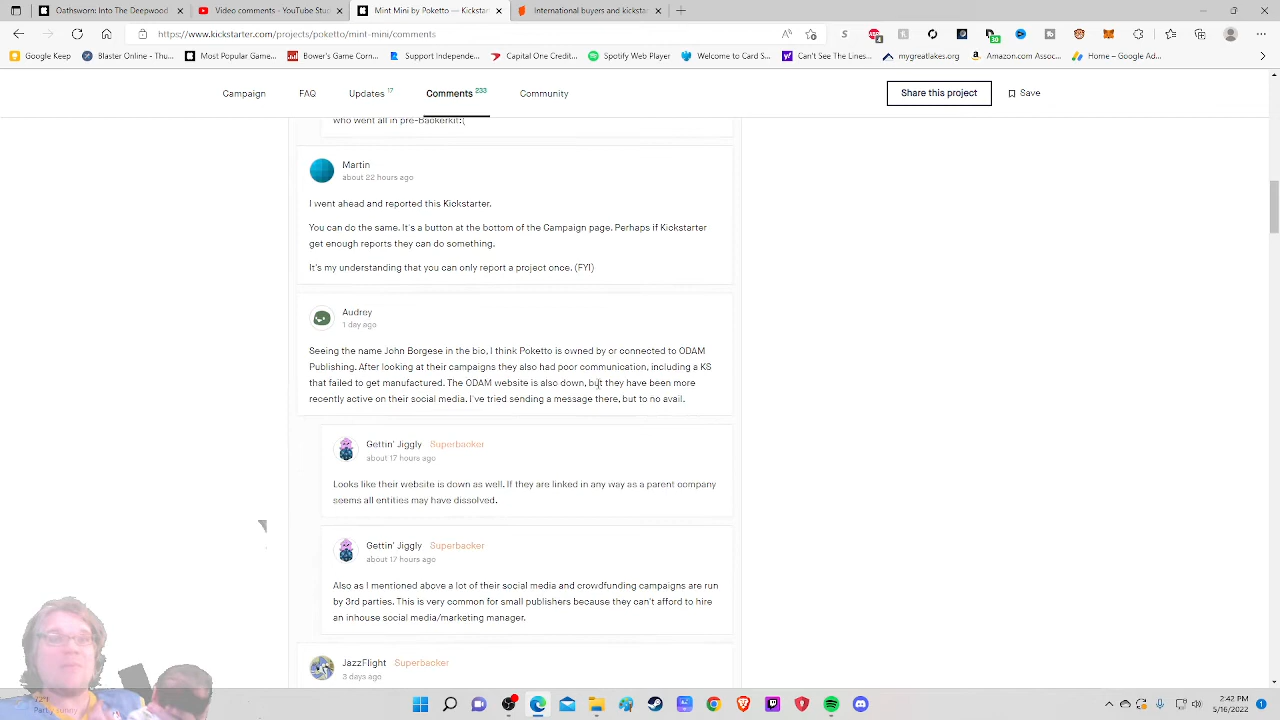 Oathsworn: Into The Deepwood
Video comments - YouTube Stu
Mint Mini by Poketto — Kickstar
International buyers and kickstar
https://www.kickstarter.com/projects/poketto/mint-mini/comments
Google Keep
Blaster Online - Thu...
Most Popular Game...
Bower's Game Corn...
Support Independe...
Capital One Credit...
Spotify Web Player
Welcome to Card S...
Can't See The Lines...
mygreatlakes.org
Amazon.com Assoc...
Home – Google Ad...
Campaign
FAQ
Updates 17
Comments 233
Community
Share this project
Save
who went all in pre-Backerkit:(
Martin
about 22 hours ago
I went ahead and reported this Kickstarter.
You can do the same. It's a button at the bottom of the Campaign page. Perhaps if Kickstarter
get enough reports they can do something.
It's my understanding that you can only report a project once. (FYI)
Audrey
1 day ago
Seeing the name John Borgese in the bio, I think Poketto is owned by or connected to ODAM
Publishing. After looking at their campaigns they also had poor communication, including a KS
that failed to get manufactured. The ODAM website is also down, but they have been more
recently active on their social media. I've tried sending a message there, but to no avail.
Gettin' Jiggly Superbacker
about 17 hours ago
Looks like their website is down as well. If they are linked in any way as a parent company
seems all entities may have dissolved.
Gettin' Jiggly Superbacker
about 17 hours ago
Also as I mentioned above a lot of their social media and crowdfunding campaigns are run
by 3rd parties. This is very common for small publishers because they can't afford to hire
an inhouse social media/marketing manager.
JazzFlight Superbacker
3 days ago
Partly sunny
2:42 PM
5/16/2022